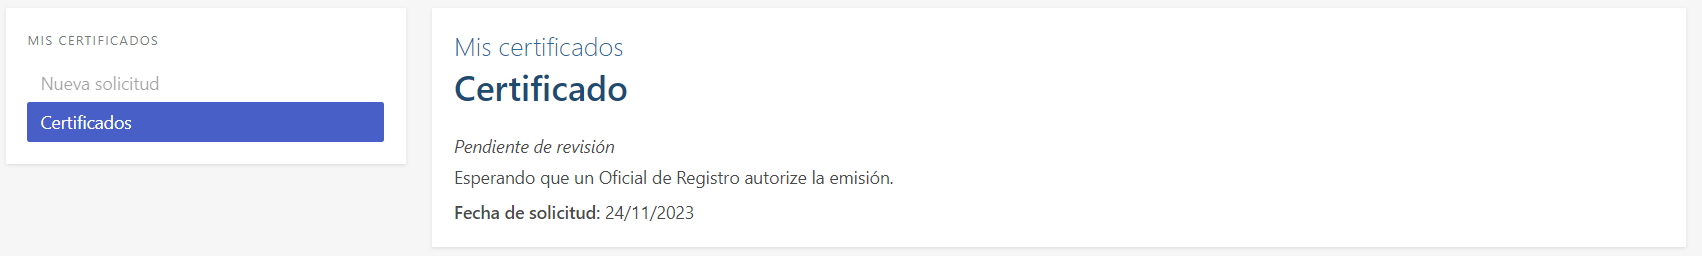 MIS CERTIFICADOS
Nueva solicitud
Certificados
Mis certificados
Certificado
Pendiente de revisión
Esperando que un Oficial de Registro autorize la emisión.
Fecha de solicitud: 24/11/2023